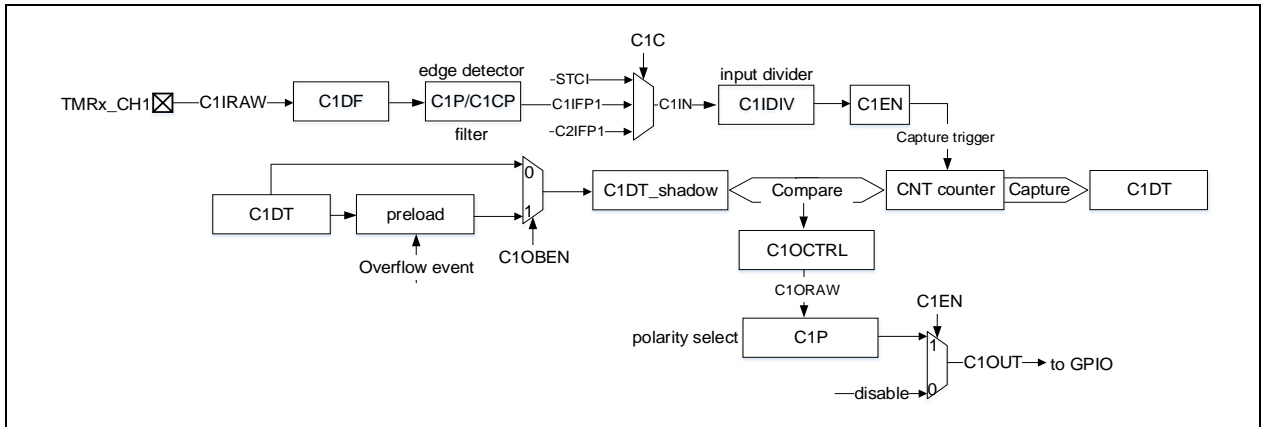 C1C
edge detector
input divider
-STCI
TMRx_CH1
C1IRAW
C1DF
C1P/C1CP
C1IFP1
C1IN
C1IDIV
C1EN
filter
-C2IFP1
Capture trigger
0
C1DT
preload
1
C1DT_shadow
Compare
CNT counter
Capture
C1DT
C1OBEN
Overflow event
C1OCTRL
C1ORAW
C1EN
polarity select
C1P
1
C1OUT
to GPIO
disable
0